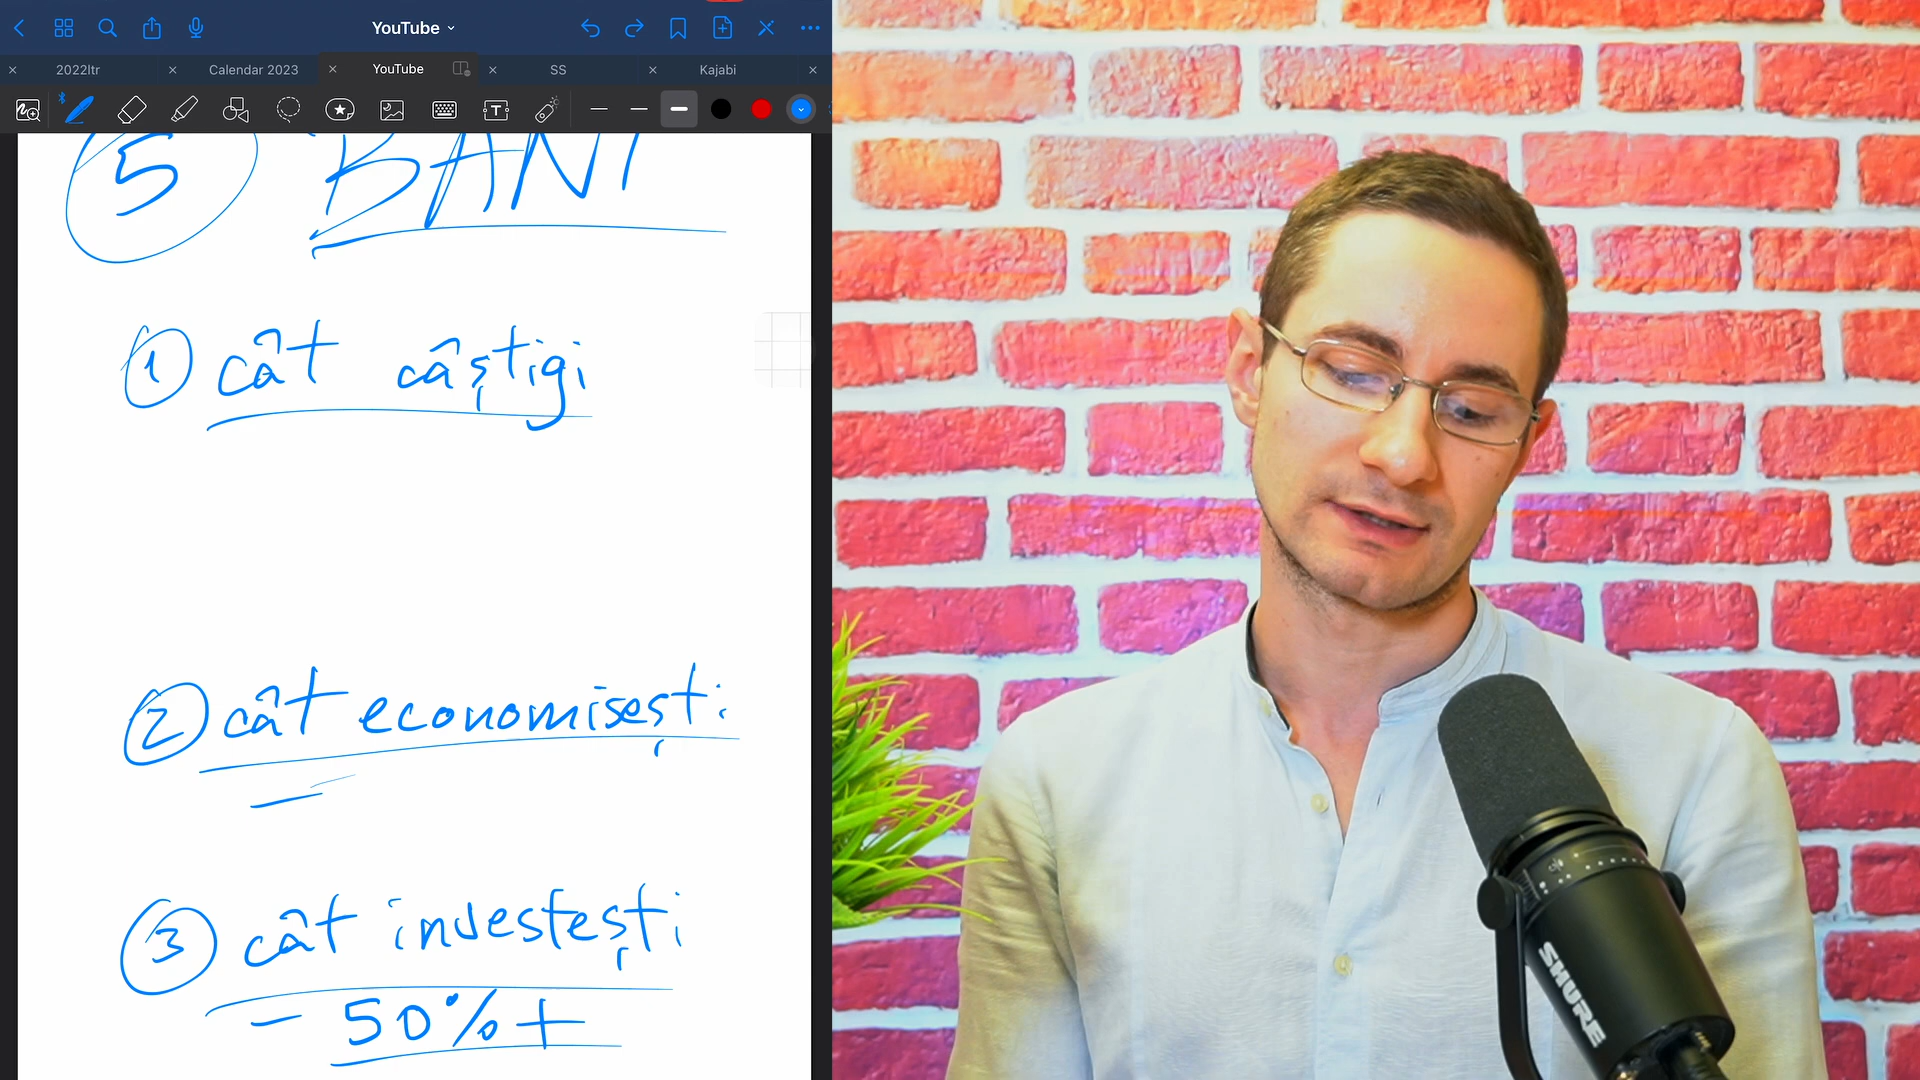 YouTube
2022ltr
Calendar 2023
YouTube
SS
Kajabi
5 BANI
1 cât câștigi
2 cât economisești
3 cât investești
- 50% +
SHURE